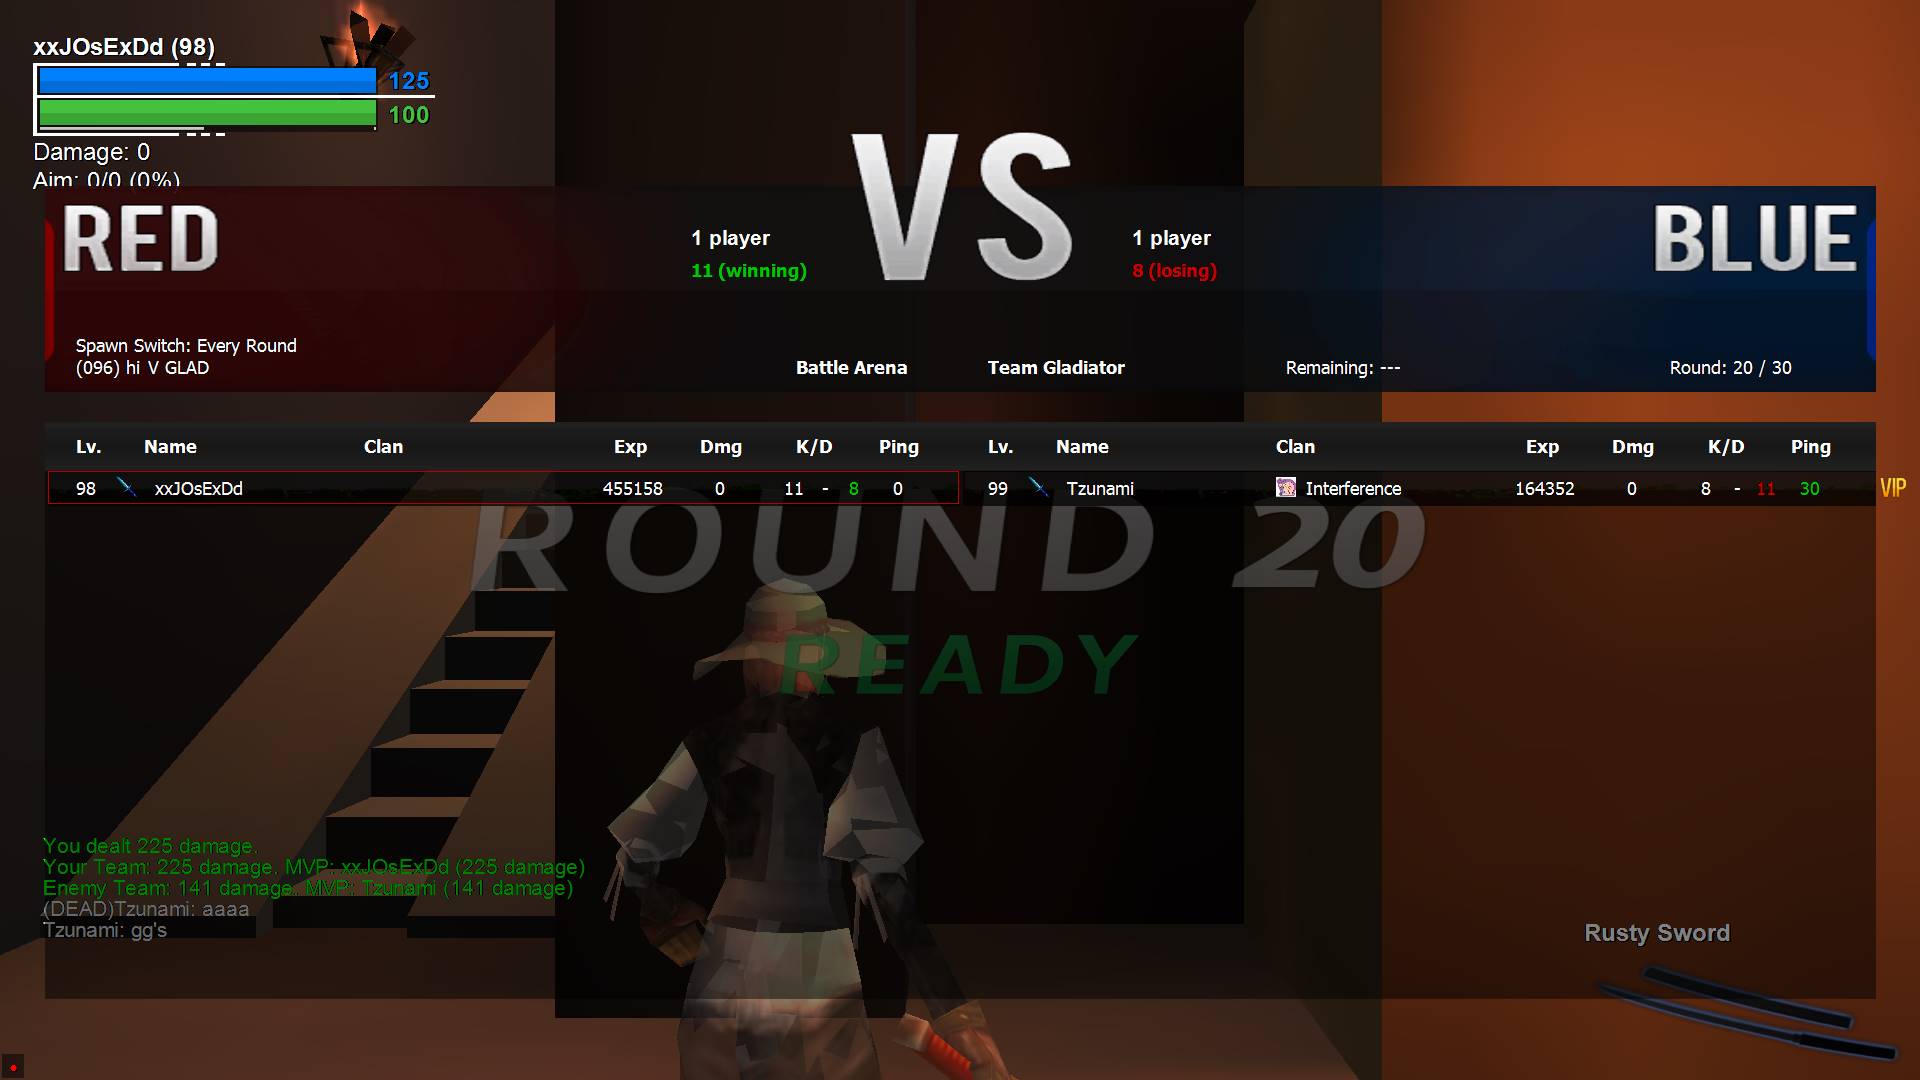 xxJOsExDd (98)
125
100
Damage: 0
Aim: 0/0 (0%)
VS
RED
BLUE
1 player
1 player
11 (winning)
8 (losing)
Spawn Switch: Every Round
(096) hi V GLAD
Battle Arena
Team Gladiator
Remaining: ---
Round: 20 / 30
Lv. Name Clan Exp Dmg K/D Ping
Lv. Name Clan Exp Dmg K/D Ping
98 xxJOsExDd 455158 0 11 - 8 0
99 Tzunami Interference 164352 0 8 - 11 30 VIP
ROUND 20
READY
You dealt 225 damage.
Your Team: 225 damage. MVP: xxJOsExDd (225 damage)
Enemy Team: 141 damage. MVP: Tzunami (141 damage)
(DEAD)Tzunami: aaaa
Tzunami: gg's
Rusty Sword